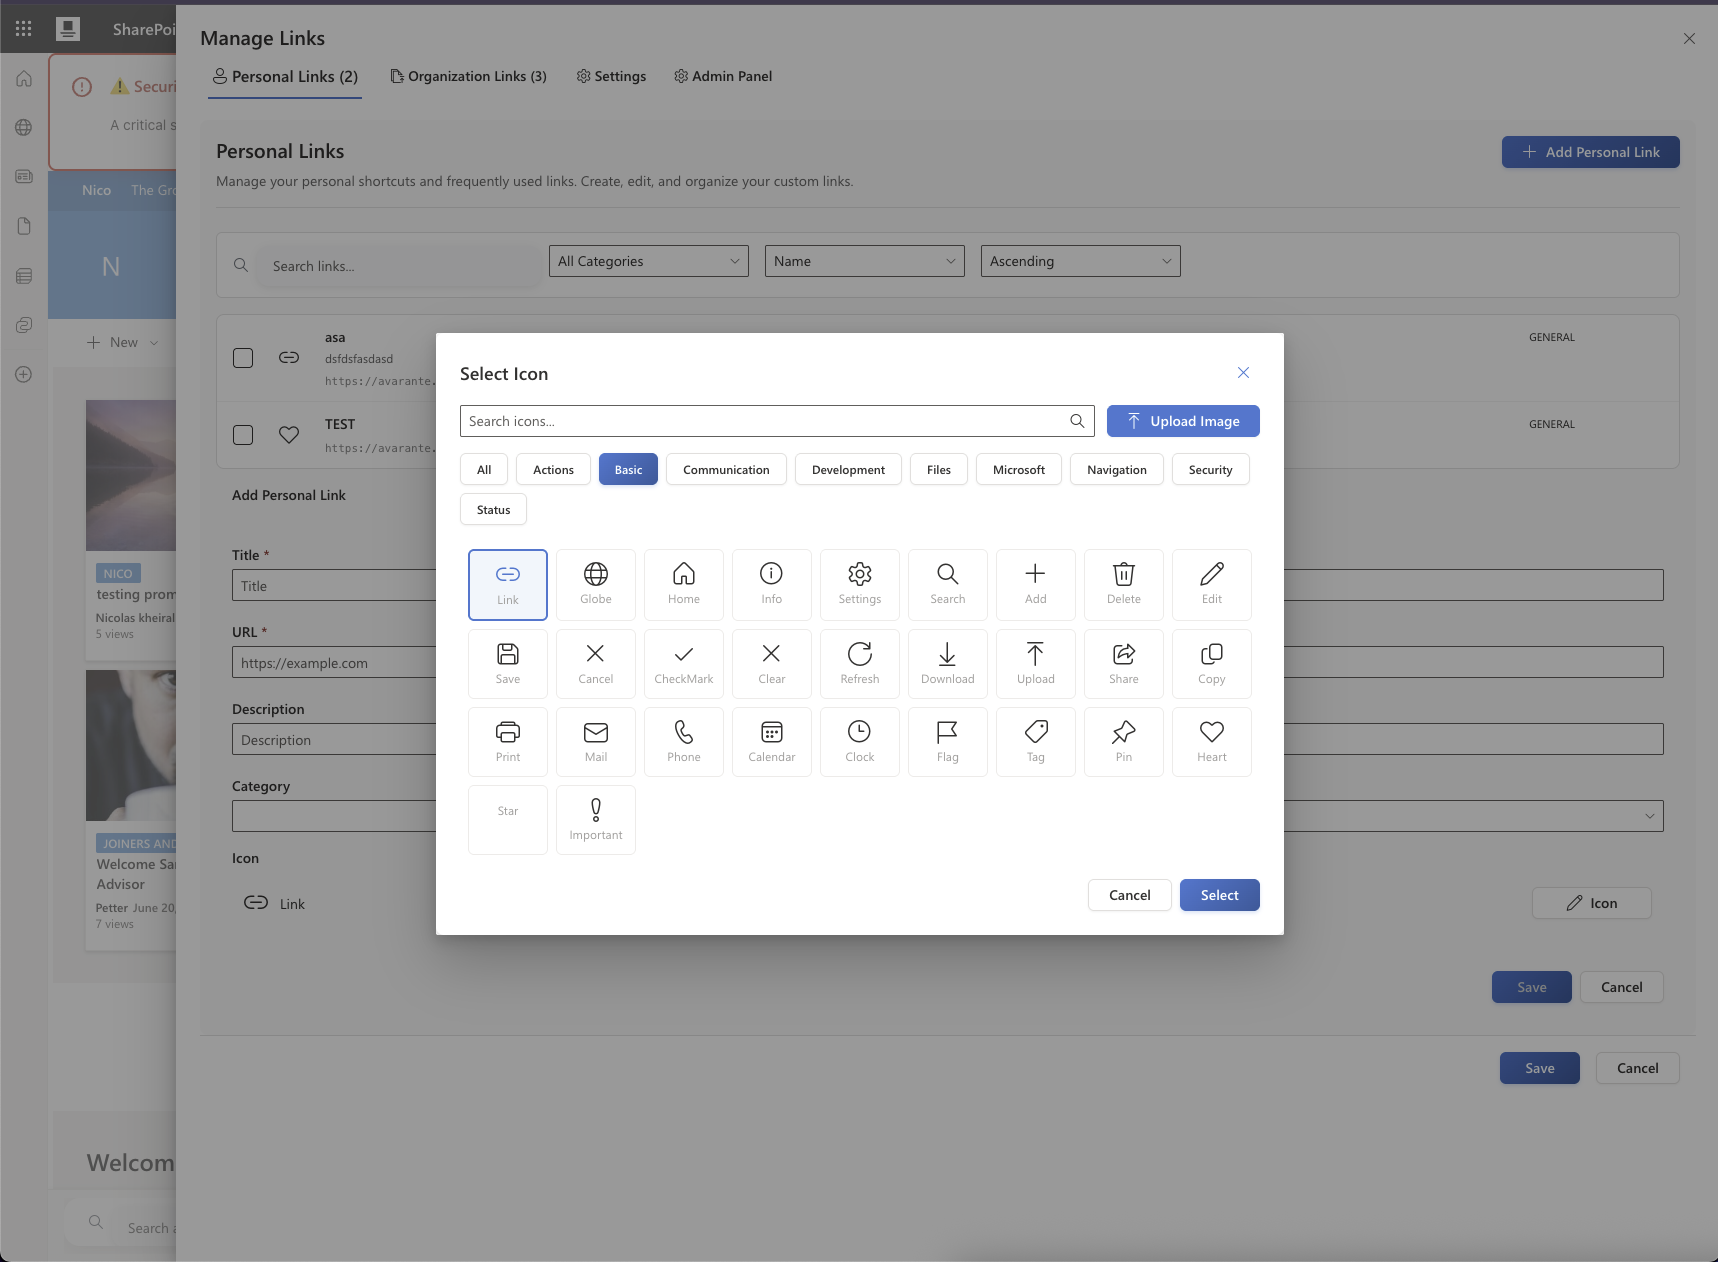 SharePoi
Manage Links
Personal Links (2)
Organization Links (3)
Settings
Admin Panel
Securi
A critical s
Nico
The Gro
N
New
NICO
testing prom
Nicolas kheiral
5 views
JOINERS AND
Welcome Sar
Advisor
Petter June 20,
7 views
Welcom
Search a
Personal Links
Manage your personal shortcuts and frequently used links. Create, edit, and organize your custom links.
Add Personal Link
Search links...
All Categories
Name
Ascending
asa
dsfdsfasdasd
https://avarante.
GENERAL
TEST
https://avarante.
GENERAL
Add Personal Link
Title *
Title
URL *
https://example.com
Description
Description
Category
Icon
Link
Icon
Save
Cancel
Save
Cancel
Select Icon
Search icons...
Upload Image
All
Actions
Basic
Communication
Development
Files
Microsoft
Navigation
Security
Status
Link
Globe
Home
Info
Settings
Search
Add
Delete
Edit
Save
Cancel
CheckMark
Clear
Refresh
Download
Upload
Share
Copy
Print
Mail
Phone
Calendar
Clock
Flag
Tag
Pin
Heart
Star
Important
Cancel
Select